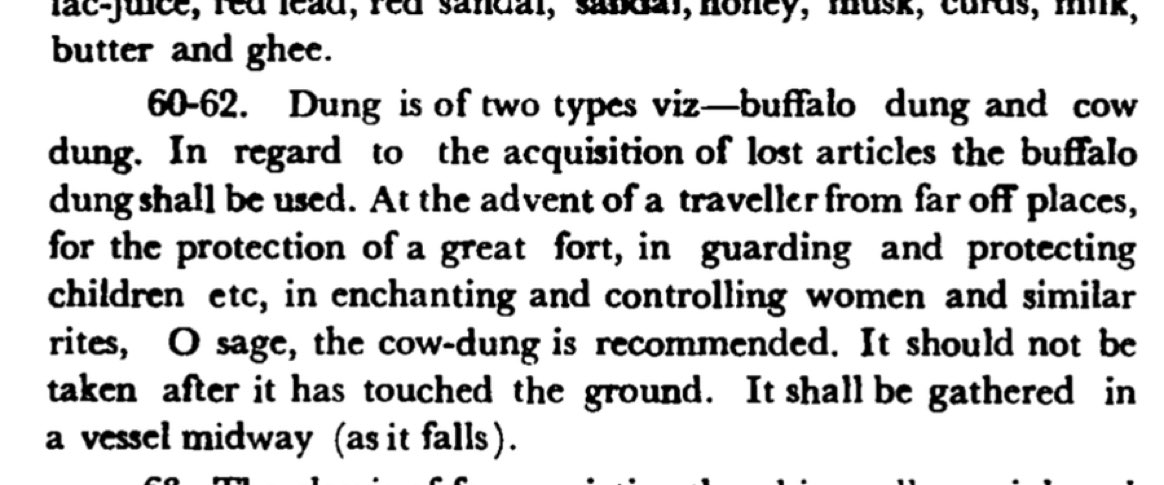 lac-juice, red lead, red sandal, sandal, honey, musk, curds, milk,
butter and ghee.
60-62. Dung is of two types viz—buffalo dung and cow
dung. In regard to the acquisition of lost articles the buffalo
dung shall be used. At the advent of a traveller from far off places,
for the protection of a great fort, in guarding and protecting
children etc, in enchanting and controlling women and similar
rites, O sage, the cow-dung is recommended. It should not be
taken after it has touched the ground. It shall be gathered in
a vessel midway (as it falls).